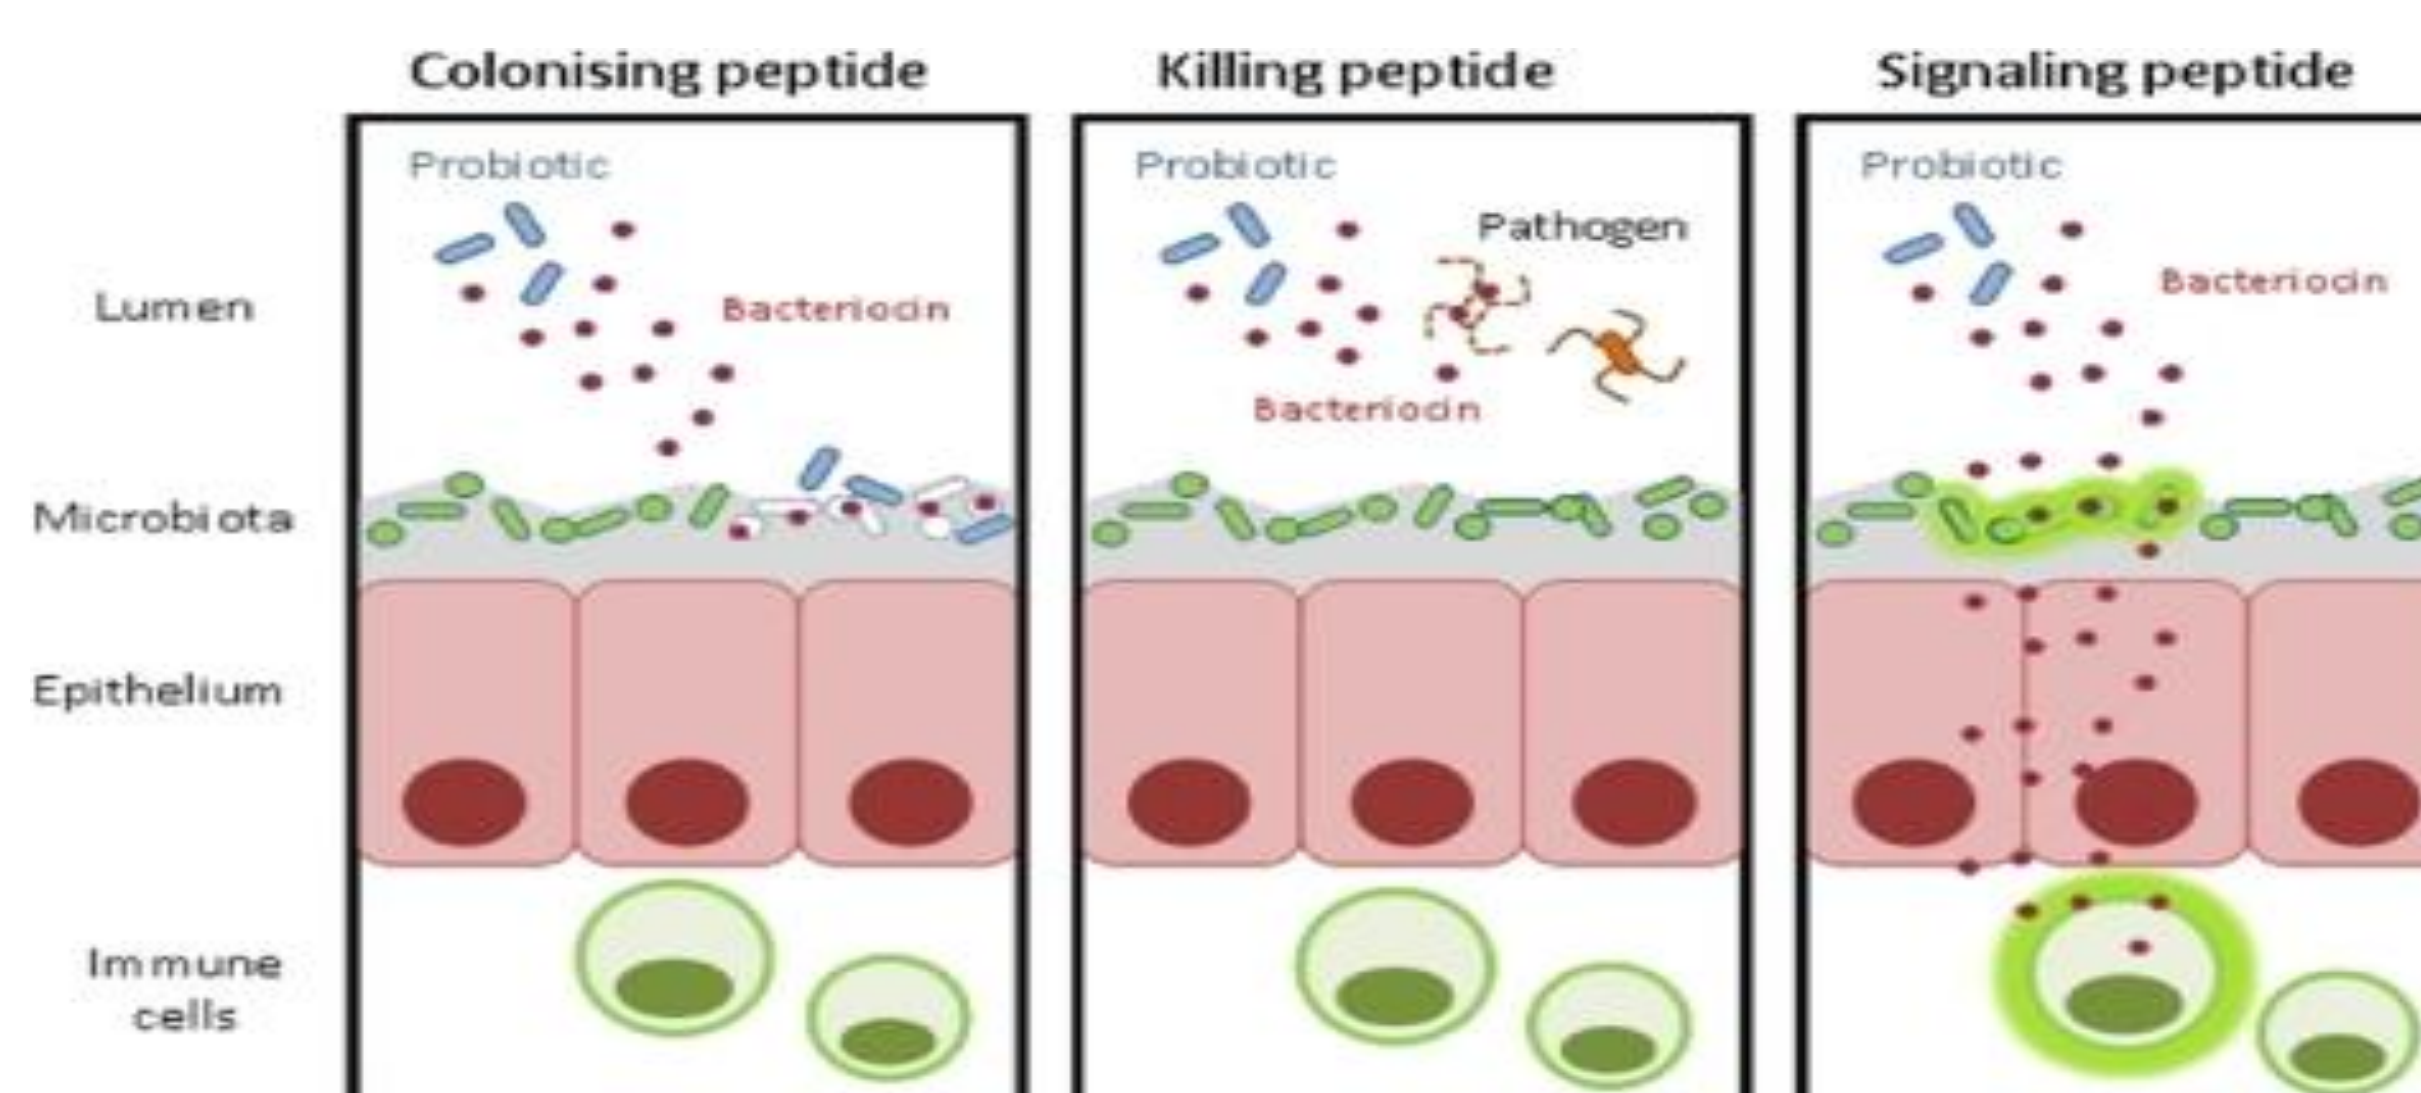 Colonising peptide
Killing peptide
Signaling peptide
Probiotic
Probiotic
Probiotic
Pathogen
Bacteriocin
Bacteriocin
Bacteriocin
Lumen
Microbiota
Epithelium
Immune
cells